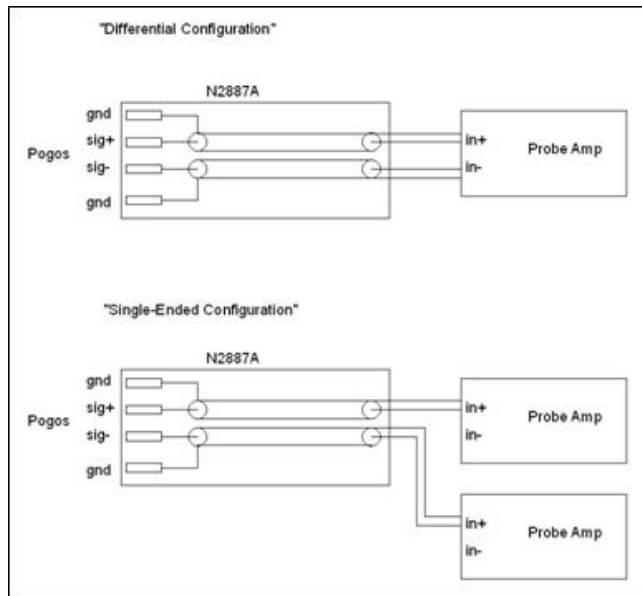 "Differential Configuration"
N2887A
gnd
sig+
Pogos
sig-
gnd
in+
in-
Probe Amp
"Single-Ended Configuration"
N2887A
gnd
sig+
Pogos
sig-
gnd
in+
in-
Probe Amp
in+
in-
Probe Amp